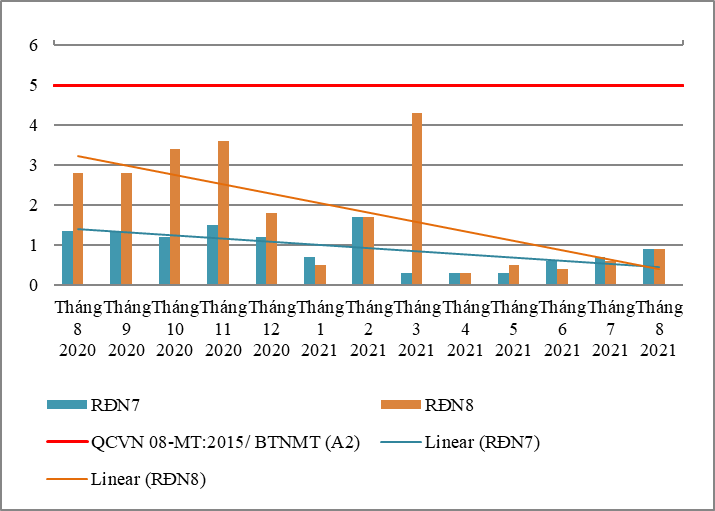 6
5
4
3
2
1
0
Tháng Tháng Tháng Tháng Tháng Tháng Tháng Tháng Tháng Tháng Tháng Tháng Tháng
8 9 10 11 12 1 2 3 4 5 6 7 8
2020 2020 2020 2020 2020 2021 2021 2021 2021 2021 2021 2021 2021
RĐN7 RĐN8
QCVN 08-MT:2015/ BTNMT (A2) Linear (RĐN7)
Linear (RĐN8)